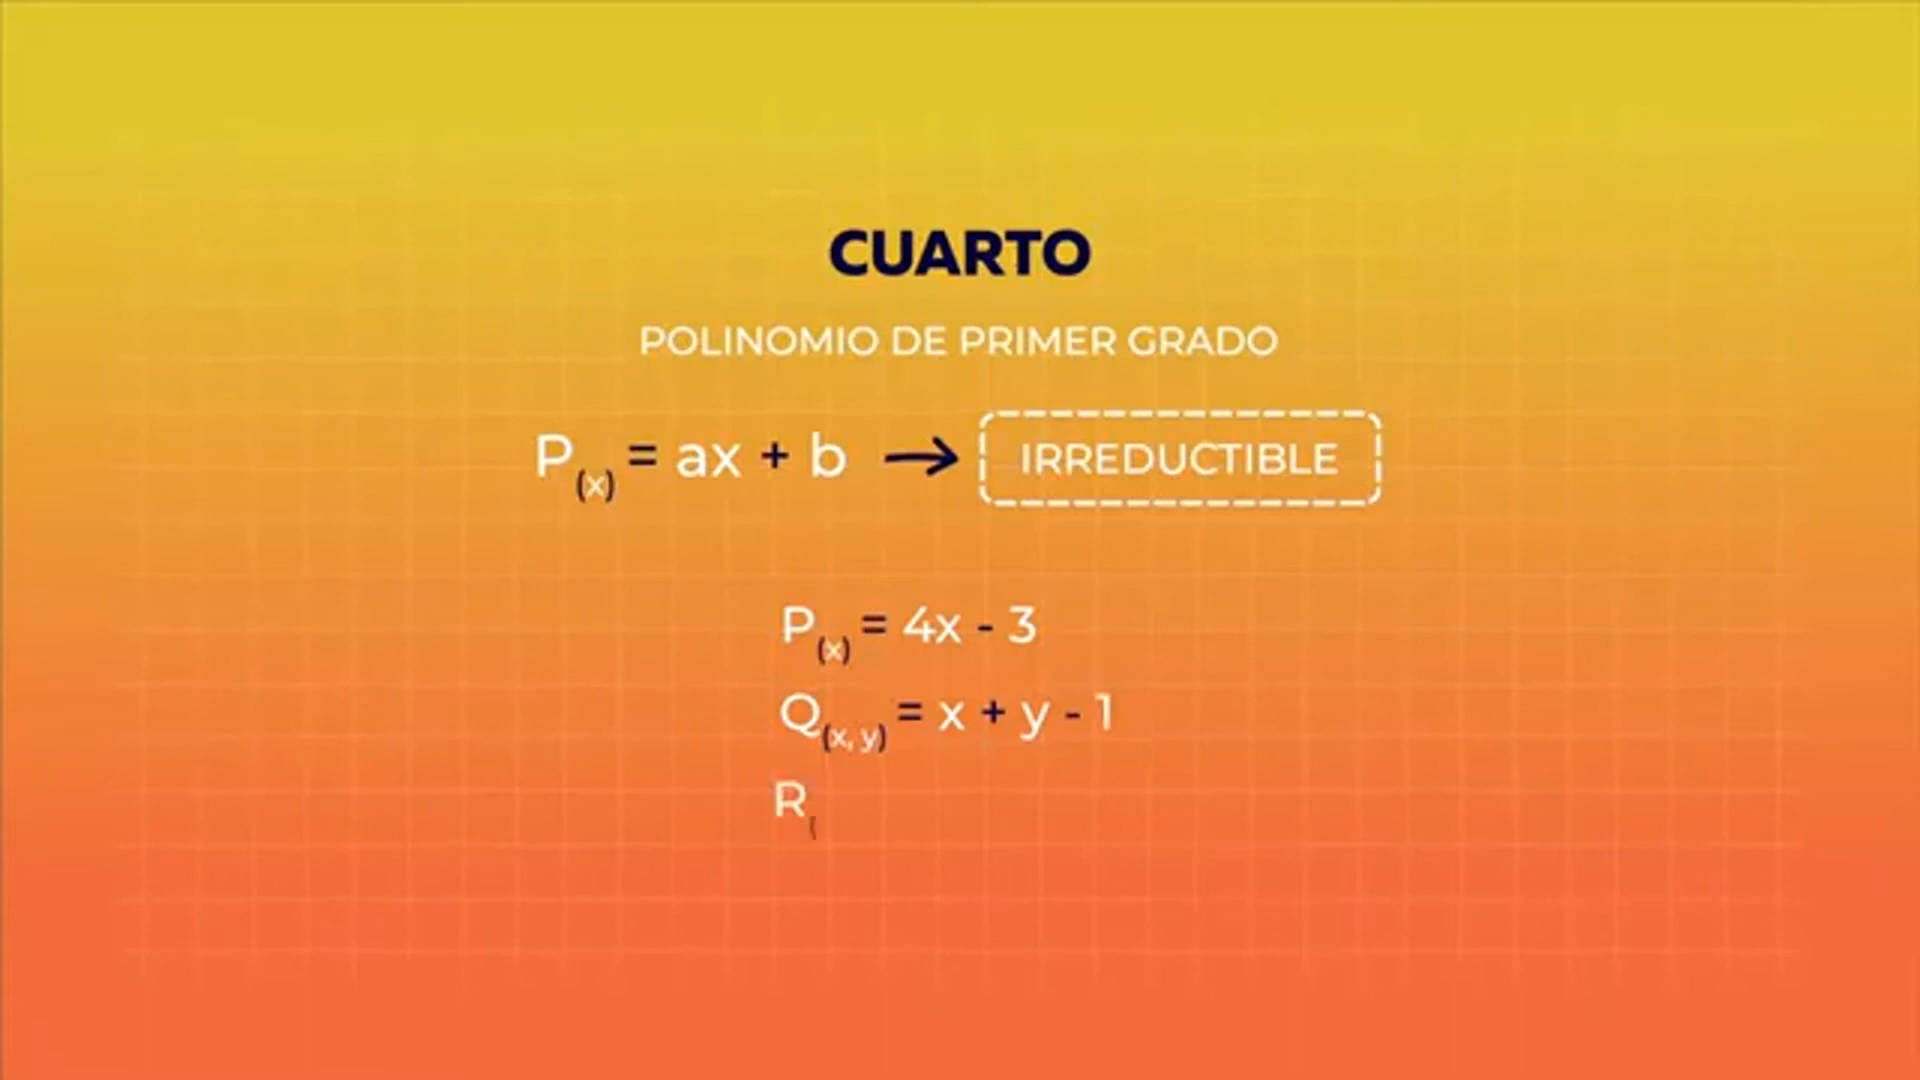 CUARTO
POLINOMIO DE PRIMER GRADO
P(x) = ax + b → IRREDUCTIBLE
P(x) = 4x - 3
Q(x, y) = x + y - 1
R(